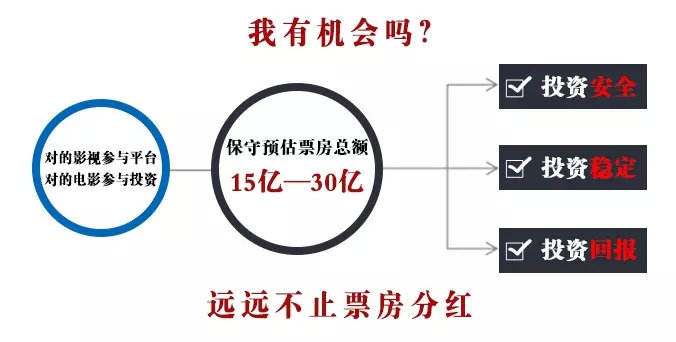 我有机会吗?
对的影视参与平台
对的电影参与投资
保守预估票房总额
15亿—30亿
投资安全
投资稳定
投资回报
远远不止票房分红